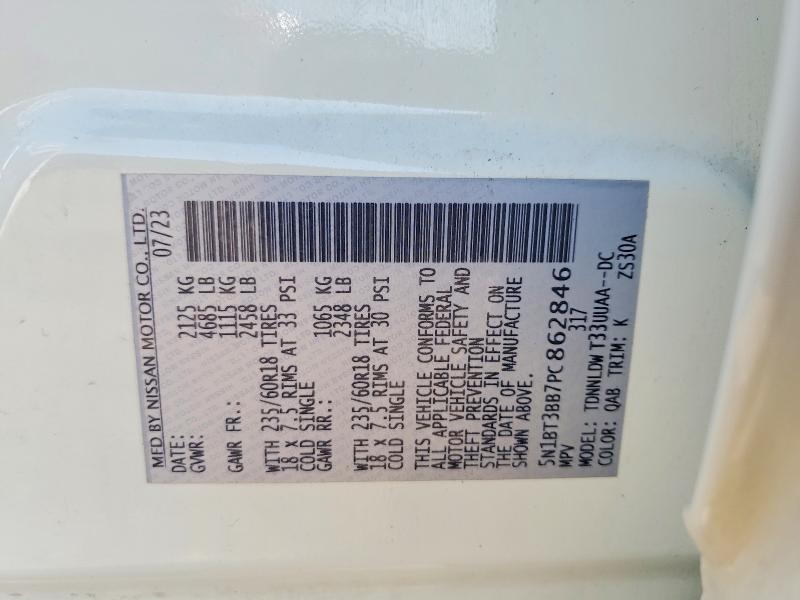 MFD BY NISSAN MOTOR CO., LTD.
DATE: 07/23
GVWR: 2125 KG
4685 LB
GAWR FR.: 1115 KG
2458 LB
WITH 235/60R18 TIRES
18 X 7.5 RIMS AT 33 PSI
COLD SINGLE
GAWR RR.: 1065 KG
2348 LB
WITH 235/60R18 TIRES
18 X 7.5 RIMS AT 30 PSI
COLD SINGLE
THIS VEHICLE CONFORMS TO
ALL APPLICABLE FEDERAL
MOTOR VEHICLE SAFETY AND
THEFT PREVENTION
STANDARDS IN EFFECT ON
THE DATE OF MANUFACTURE
SHOWN ABOVE.
5N1BT3BB7PC862846
MPV 317
MODEL: TDNNLDWT33UUAA--DC
COLOR: QAB TRIM: K ZS30A